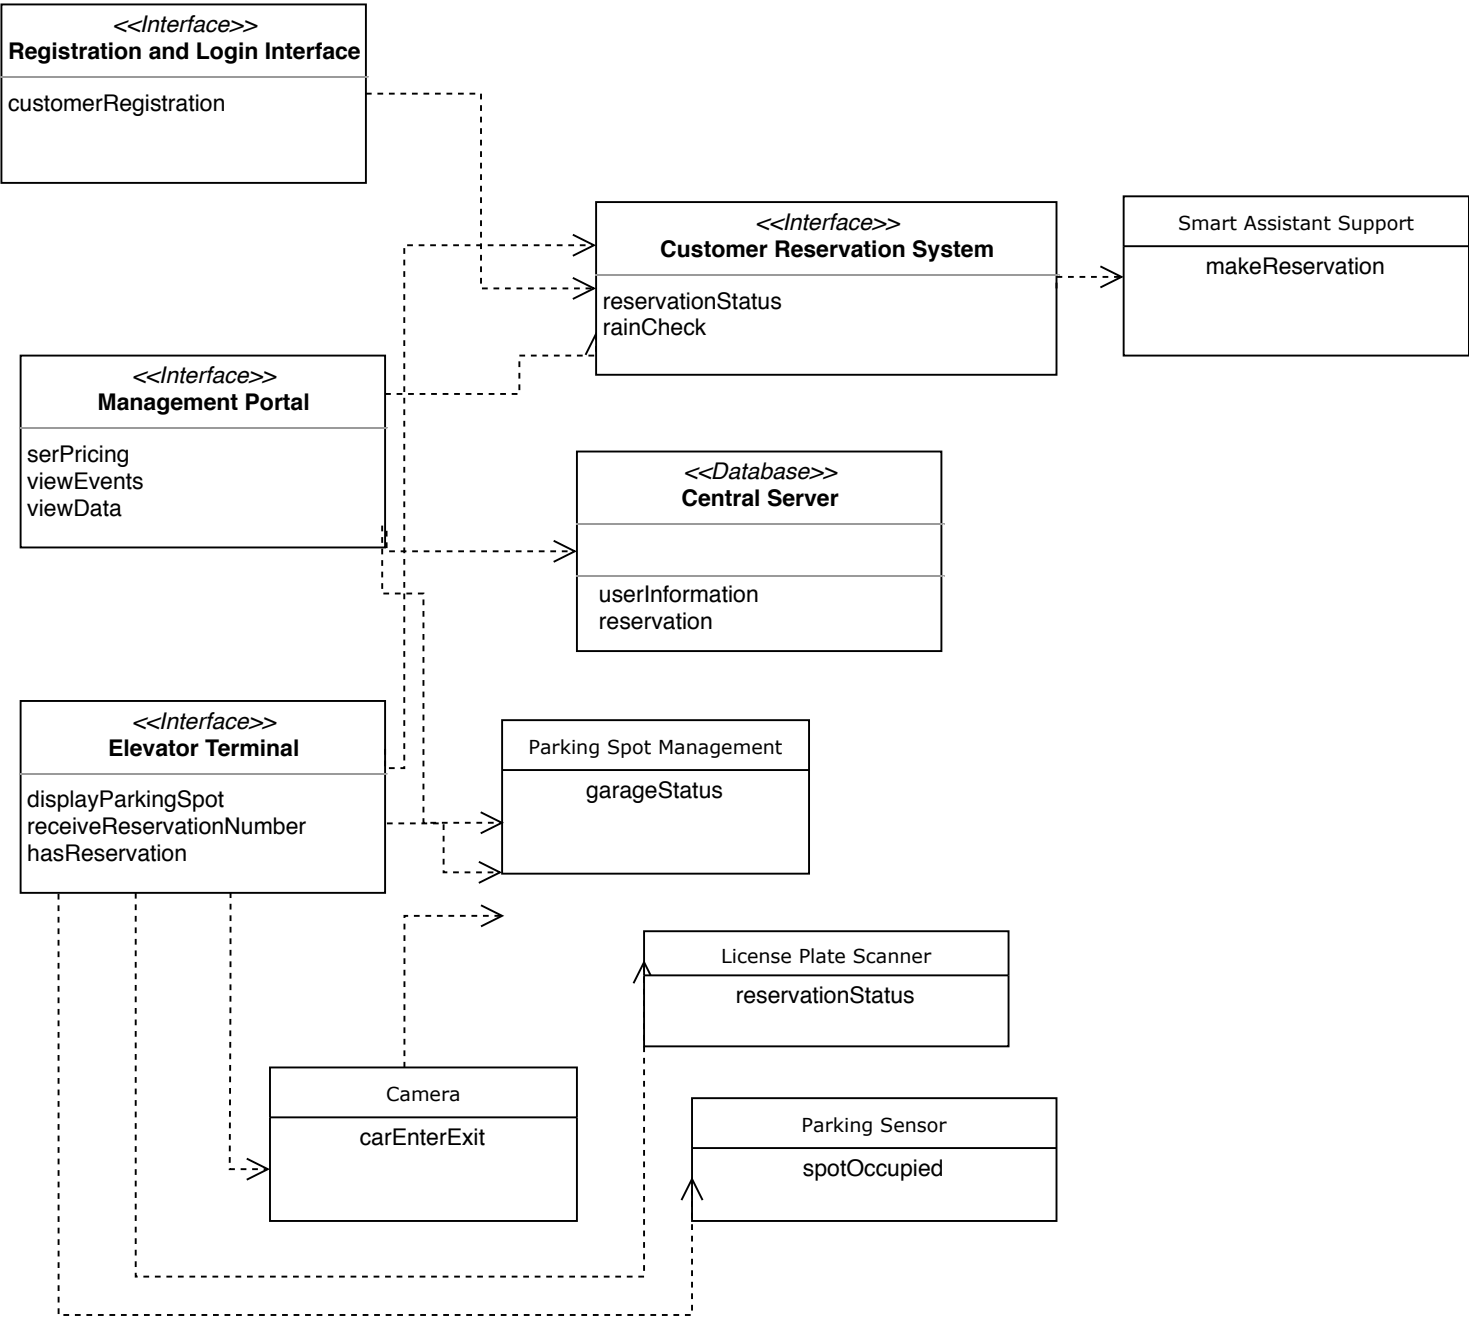 <<Interface>>
Registration and Login Interface
customerRegistration
<<Interface>>
Customer Reservation System
reservationStatus
rainCheck
Smart Assistant Support
makeReservation
<<Interface>>
Management Portal
serPricing
viewEvents
viewData
<<Database>>
Central Server
userInformation
reservation
<<Interface>>
Elevator Terminal
displayParkingSpot
receiveReservationNumber
hasReservation
Parking Spot Management
garageStatus
License Plate Scanner
reservationStatus
Camera
carEnterExit
Parking Sensor
spotOccupied